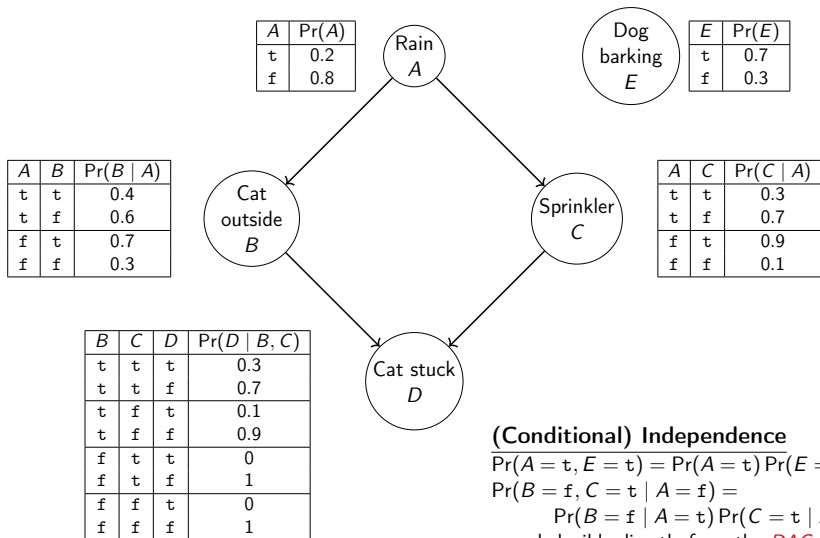 A Pr(A)
t 0.2
f 0.8
Rain
A
Dog
barking
E
E Pr(E)
t 0.7
f 0.3
A B Pr(B | A)
t t 0.4
t f 0.6
f t 0.7
f f 0.3
Cat
outside
B
Sprinkler
C
A C Pr(C | A)
t t 0.3
t f 0.7
f t 0.9
f f 0.1
B C D Pr(D | B, C)
t t t 0.3
t t f 0.7
t f t 0.1
t f f 0.9
f t t 0
f t f 1
f f t 0
f f f 1
Cat stuck
D
(Conditional) Independence
Pr(A = t, E = t) = Pr(A = t) Pr(E =
Pr(B = f, C = t | A = f) =
Pr(B = f | A = t) Pr(C = t |